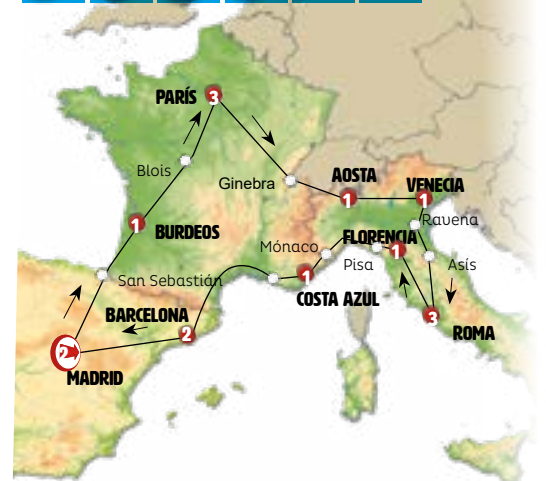 PARÍS
3
Blois
Ginebra
AOSTA
1
VENECIA
1
1
BURDEOS
Ravena
FLORENCIA
1
Mónaco
Pisa
Asís
San Sebastián
1
COSTA AZUL
BARCELONA
2
3
ROMA
2
MADRID